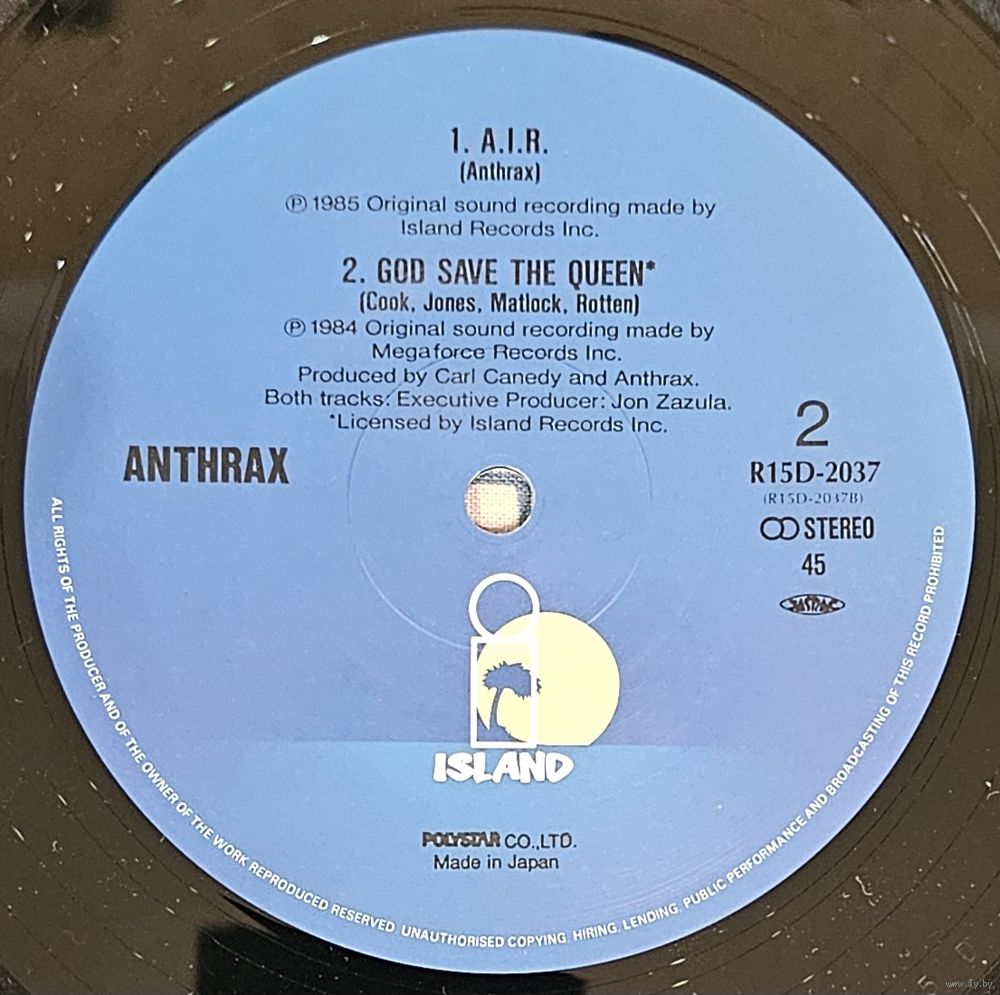 1. A.I.R.
(Anthrax)
Ⓟ 1985 Original sound recording made by
Island Records Inc.
2. GOD SAVE THE QUEEN*
(Cook, Jones, Matlock, Rotten)
Ⓟ 1984 Original sound recording made by
Megaforce Records Inc.
Produced by Carl Canedy and Anthrax.
Both tracks: Executive Producer: Jon Zazula.
*Licensed by Island Records Inc.
ANTHRAX
2
R15D-2037
(R15D-2037B)
STEREO
45
JASRAC
ISLAND
POLYSTAR CO.,LTD.
Made in Japan
ALL RIGHTS OF THE PRODUCER AND OF THE OWNER OF THE WORK REPRODUCED RESERVED. UNAUTHORISED COPYING. HIRING. LENDING. PUBLIC PERFORMANCE AND BROADCASTING OF THIS RECORD PROHIBITED.
www.ay.by